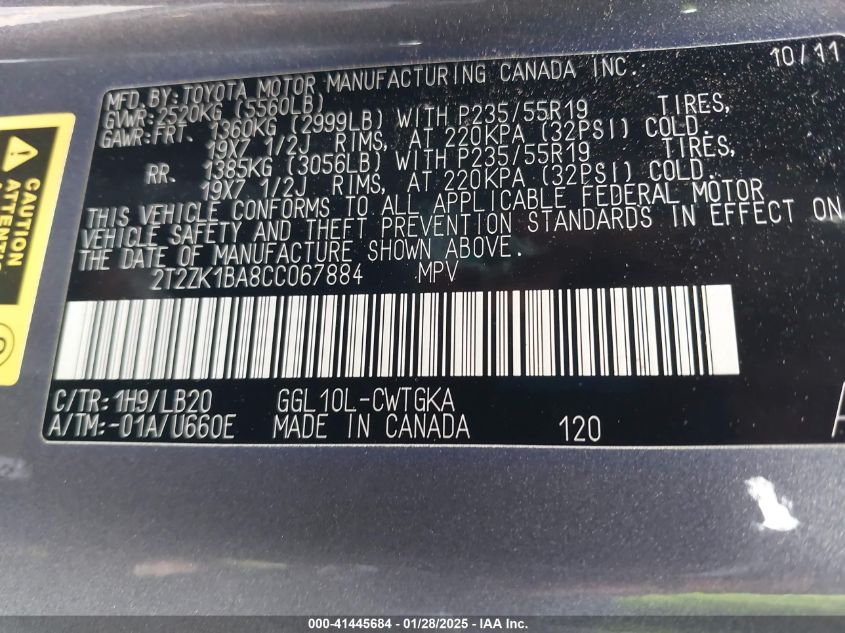 10/11
MFD.BY:TOYOTA MOTOR MANUFACTURING CANADA INC.
GVWR:2520KG (5560LB)
GAWR:FRT. 1360KG (2999LB) WITH P235/55R19 TIRES,
19X7 1/2J RIMS, AT 220KPA (32PSI) COLD.
RR. 1385KG (3056LB) WITH P235/55R19 TIRES,
19X7 1/2J RIMS, AT 220KPA (32PSI) COLD.
THIS VEHICLE CONFORMS TO ALL APPLICABLE FEDERAL MOTOR
VEHICLE SAFETY AND THEFT PREVENTION STANDARDS IN EFFECT ON
THE DATE OF MANUFACTURE SHOWN ABOVE.
2T2ZK1BA8CC067884 MPV
C/TR:1H9/LB20 GGL10L-CWTGKA
A/TM:-01A/U660E MADE IN CANADA 120
CAUTION
000-41445684 | 01/28/2025 | IAA Inc.